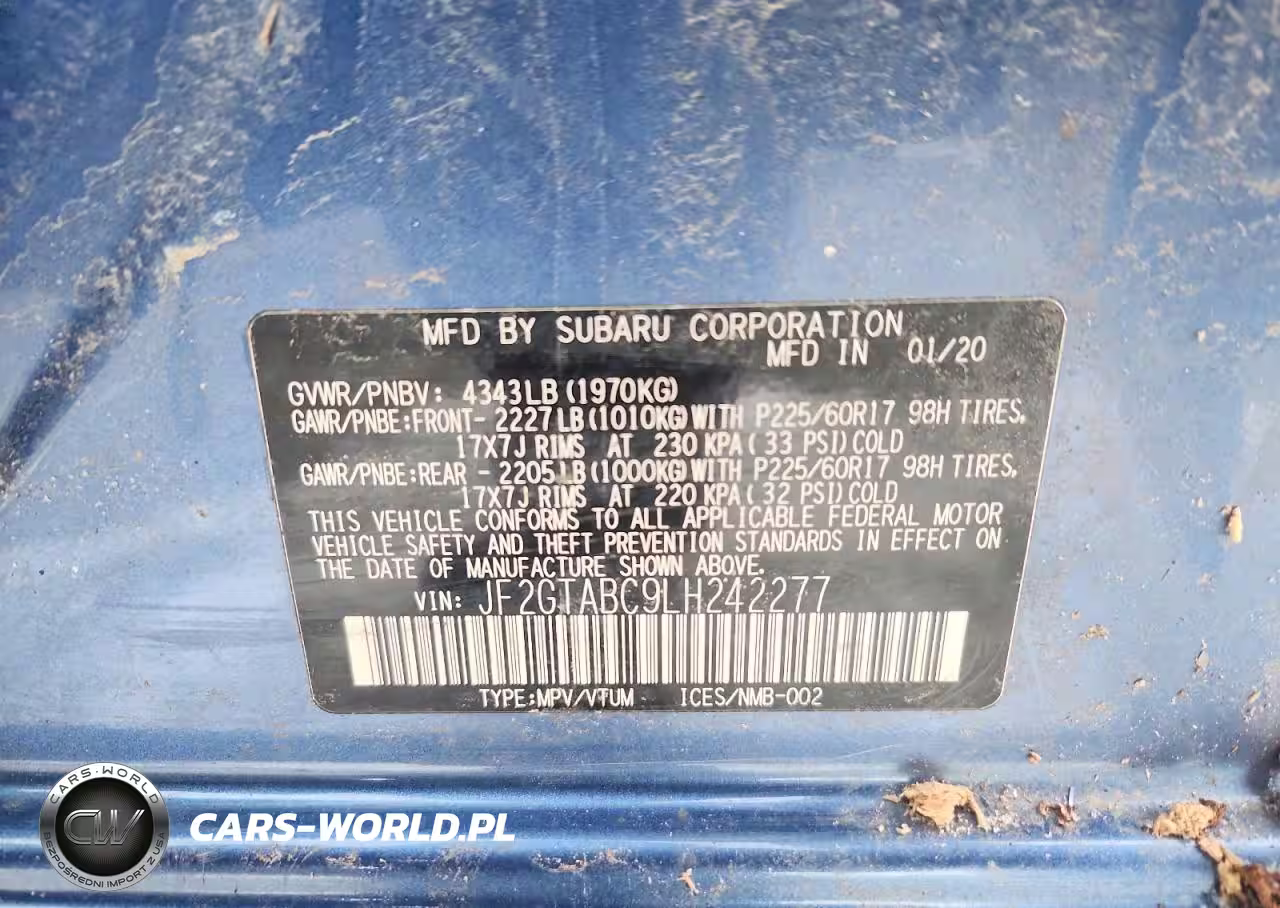 MFD BY SUBARU CORPORATION
MFD IN 01/20
GVWR/PNBV: 4343LB(1970KG)
GAWR/PNBE:FRONT- 2227LB(1010KG)WITH P225/60R17 98H TIRES,
17X7J RIMS AT 230 KPA(33 PSI)COLD
GAWR/PNBE:REAR - 2205LB(1000KG)WITH P225/60R17 98H TIRES,
17X7J RIMS AT 220 KPA(32 PSI)COLD
THIS VEHICLE CONFORMS TO ALL APPLICABLE FEDERAL MOTOR
VEHICLE SAFETY AND THEFT PREVENTION STANDARDS IN EFFECT ON
THE DATE OF MANUFACTURE SHOWN ABOVE.
VIN: JF2GTABC9LH242277
TYPE:MPV/VTUM ICES/NMB-002
CARS-WORLD
CW
BEZPOŚREDNI IMPORT Z USA
CARS-WORLD.PL